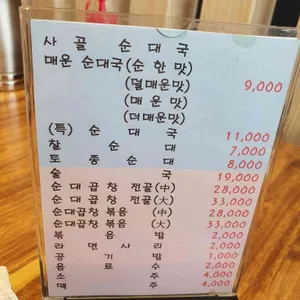 사골순대국
매운 순대국(순한맛)
(덜매운맛) 9,000
(매운맛)
(더매운맛)
(특) 순대국 11,000
찰순대 7,000
토종순대 8,000
술국 19,000
순대곱창 전골(中) 28,000
순대곱창 전골(大) 33,000
순대곱창볶음 (中) 28,000
순대곱창볶음 (大) 33,000
볶음밥 2,000
라면사리 2,000
공기밥 1,000
음료수 2,000
소주 4,000
맥주 4,000